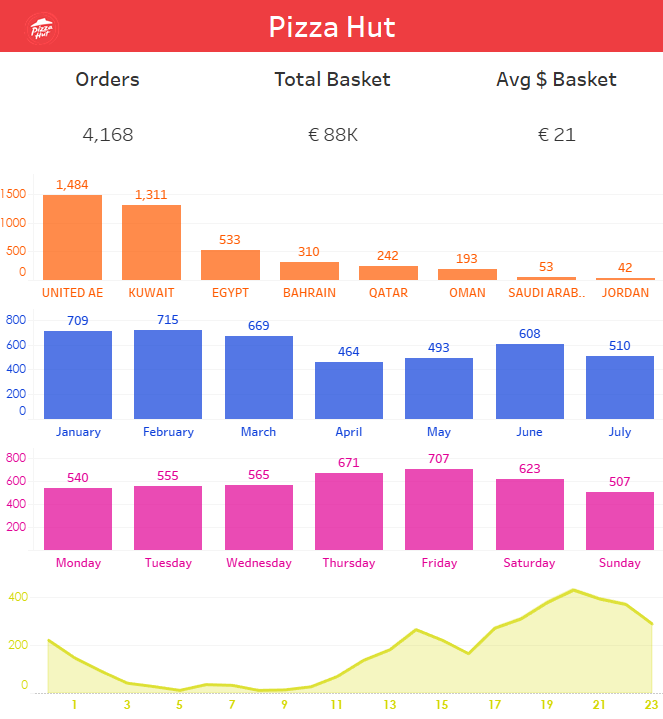 Pizza Hut
Pizza Hut
Orders Total Basket Avg $ Basket
4,168 € 88K € 21
1500
1000
500
0
1,484 1,311 533 310 242 193 53 42
UNITED AE KUWAIT EGYPT BAHRAIN QATAR OMAN SAUDI ARAB.. JORDAN
800
600
400
200
0
709 715 669 464 493 608 510
January February March April May June July
800
600
400
200
540 555 565 671 707 623 507
Monday Tuesday Wednesday Thursday Friday Saturday Sunday
400
200
0
1 3 5 7 9 11 13 15 17 19 21 23